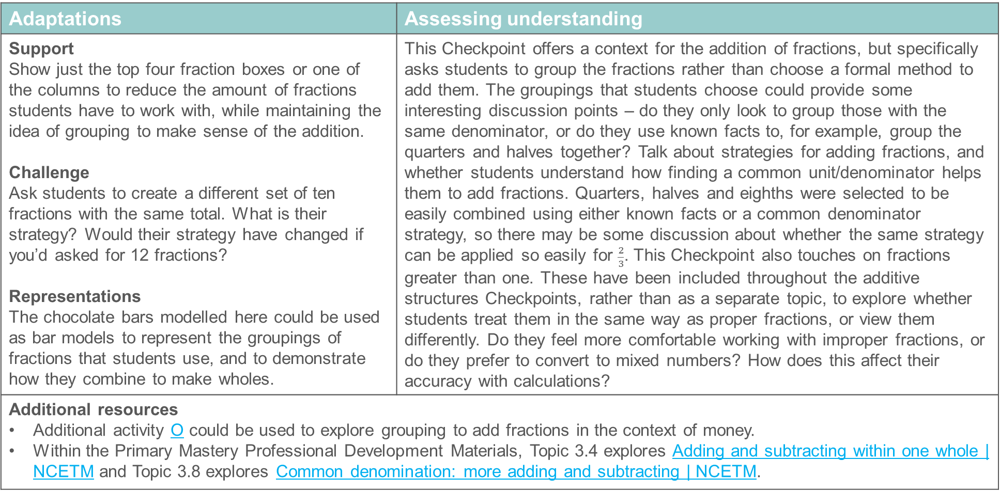 Adaptations
Assessing understanding
Support
Show just the top four fraction boxes or one of
the columns to reduce the amount of fractions
students have to work with, while maintaining the
idea of grouping to make sense of the addition.
Challenge
Ask students to create a different set of ten
fractions with the same total. What is their
strategy? Would their strategy have changed if
you’d asked for 12 fractions?
Representations
The chocolate bars modelled here could be used
as bar models to represent the groupings of
fractions that students use, and to demonstrate
how they combine to make wholes.
This Checkpoint offers a context for the addition of fractions, but specifically
asks students to group the fractions rather than choose a formal method to
add them. The groupings that students choose could provide some
interesting discussion points – do they only look to group those with the
same denominator, or do they use known facts to, for example, group the
quarters and halves together? Talk about strategies for adding fractions, and
whether students understand how finding a common unit/denominator helps
them to add fractions. Quarters, halves and eighths were selected to be
easily combined using either known facts or a common denominator
strategy, so there may be some discussion about whether the same strategy
can be applied so easily for 2/3. This Checkpoint also touches on fractions
greater than one. These have been included throughout the additive
structures Checkpoints, rather than as a separate topic, to explore whether
students treat them in the same way as proper fractions, or view them
differently. Do they feel more comfortable working with improper fractions, or
do they prefer to convert to mixed numbers? How does this affect their
accuracy with calculations?
Additional resources
• Additional activity O could be used to explore grouping to add fractions in the context of money.
• Within the Primary Mastery Professional Development Materials, Topic 3.4 explores Adding and subtracting within one whole |
NCETM and Topic 3.8 explores Common denomination: more adding and subtracting | NCETM.